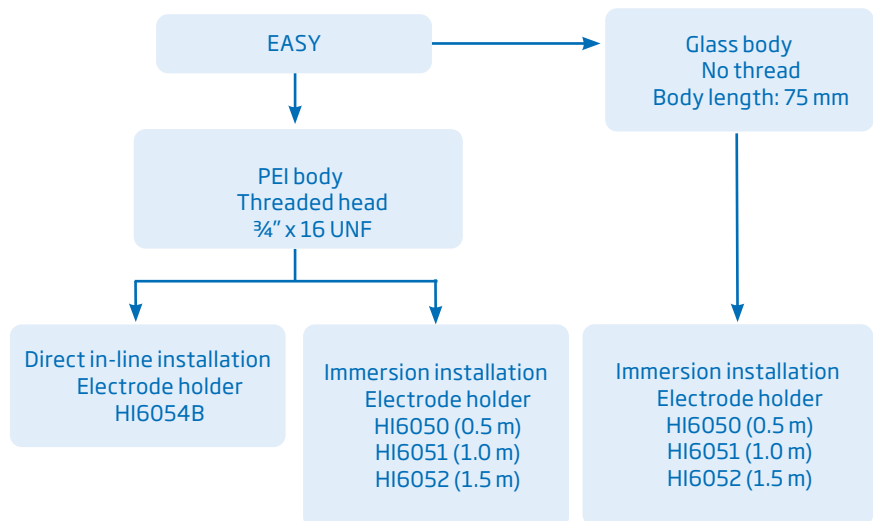 EASY
Glass body
No thread
Body length: 75 mm
PEI body
Threaded head
¾” x 16 UNF
Direct in-line installation
Electrode holder
HI6054B
Immersion installation
Electrode holder
HI6050 (0.5 m)
HI6051 (1.0 m)
HI6052 (1.5 m)
Immersion installation
Electrode holder
HI6050 (0.5 m)
HI6051 (1.0 m)
HI6052 (1.5 m)